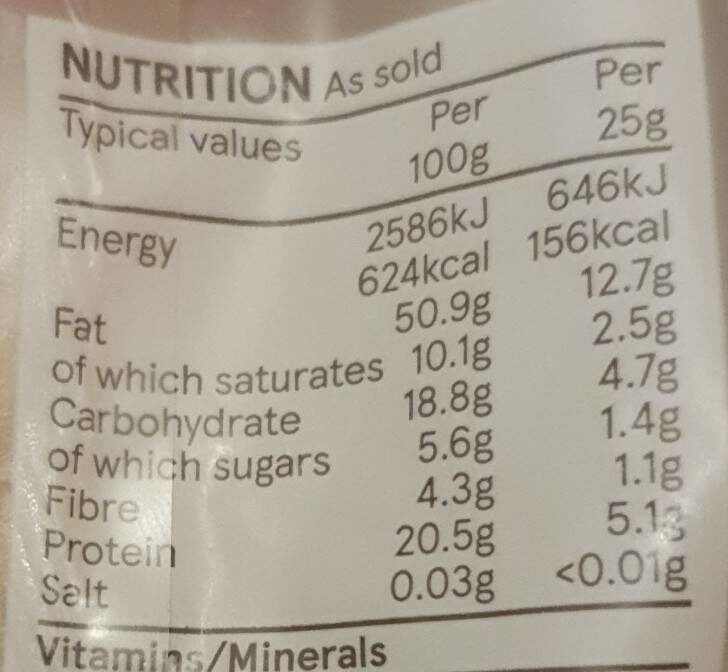 NUTRITION As sold
Typical values Per 100g Per 25g
Energy 2586kJ 646kJ
624kcal 156kcal
Fat 50.9g 12.7g
of which saturates 10.1g 2.5g
Carbohydrate 18.8g 4.7g
of which sugars 5.6g 1.4g
Fibre 4.3g 1.1g
Protein 20.5g 5.1g
Salt 0.03g <0.01g
Vitamins/Minerals